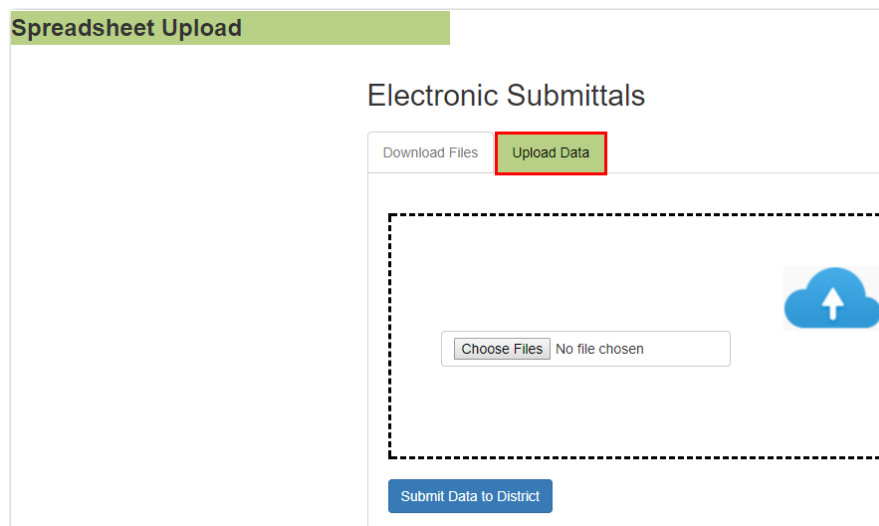 Spreadsheet Upload
Electronic Submittals
Download Files Upload Data
Choose Files No file chosen
Submit Data to District